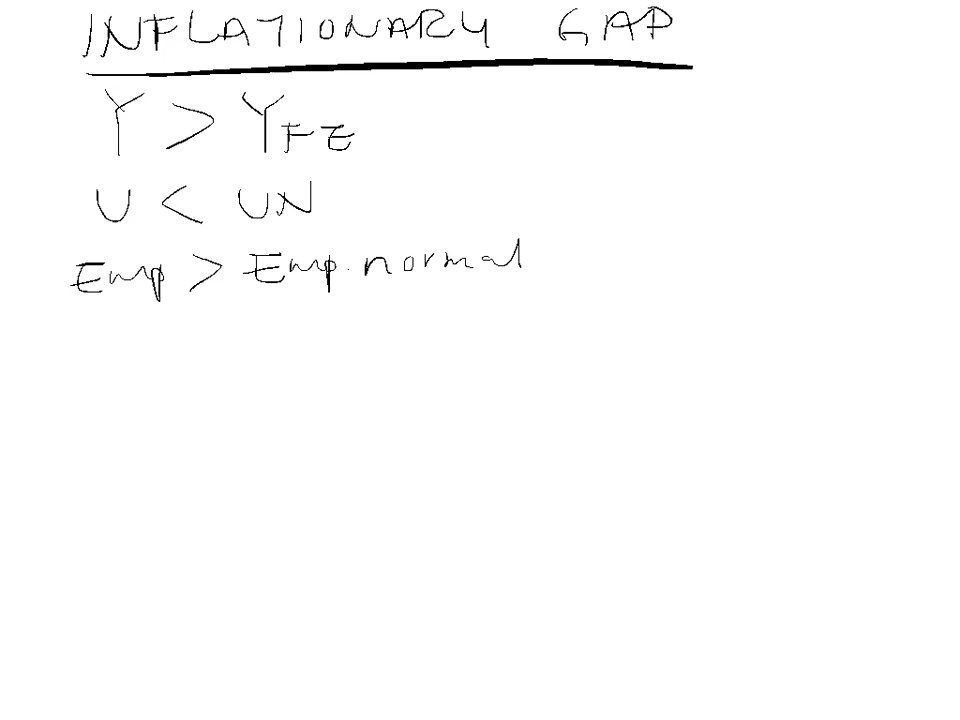 INFLATIONARY GAP
Y > YFE
U < UN
Emp > Emp. normal